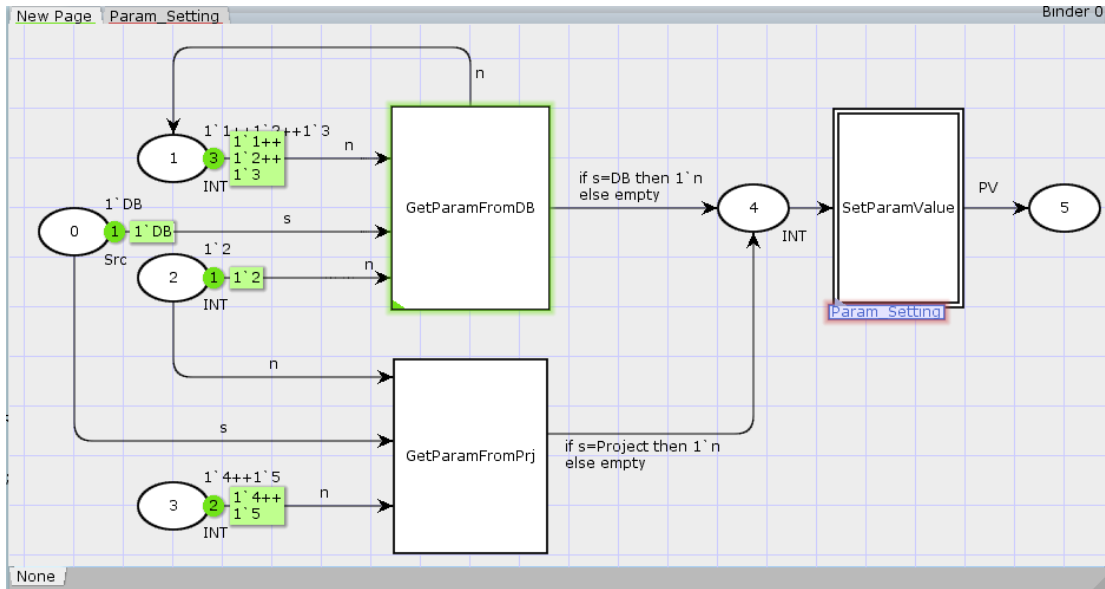 New Page
Param_Setting
Binder 0
n
1`1++1`2++1`3
1
3
1`1++
1`2++
1`3
n
INT
GetParamFromDB
if s=DB then 1`n
else empty
4
INT
SetParamValue
PV
5
Param_Setting
1`DB
0
1
1`DB
s
Src
1`2
2
1
1`2
n
INT
n
s
GetParamFromPrj
if s=Project then 1`n
else empty
1`4++1`5
3
2
1`4++
1`5
n
INT
None